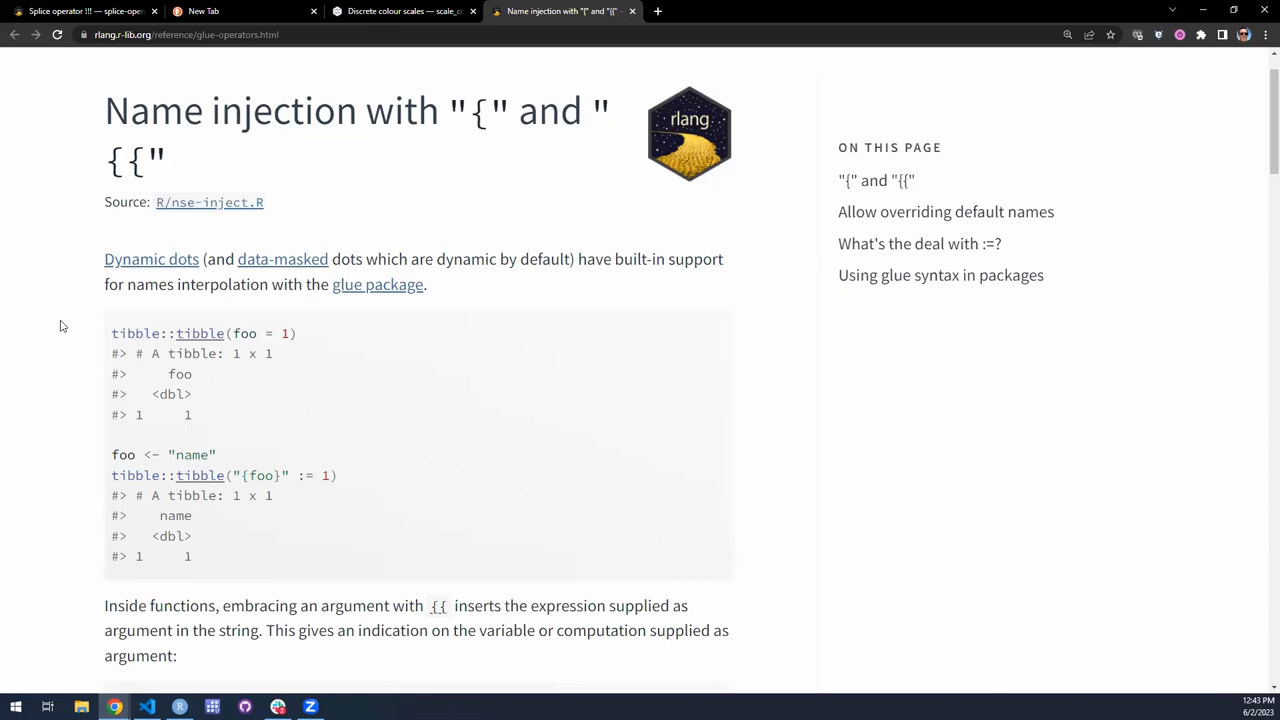 Splice operator !!! — splice-oper
New Tab
Discrete colour scales — scale_co
Name injection with "{" and "{{"
rlang.r-lib.org/reference/glue-operators.html
Name injection with "{" and "
{{"
rlang
Source: R/nse-inject.R
ON THIS PAGE
"{" and "{{"
Allow overriding default names
What's the deal with :=?
Using glue syntax in packages
Dynamic dots (and data-masked dots which are dynamic by default) have built-in support
for names interpolation with the glue package.
tibble::tibble(foo = 1)
#> # A tibble: 1 x 1
#>     foo
#>   <dbl>
#> 1     1
foo <- "name"
tibble::tibble("{foo}" := 1)
#> # A tibble: 1 x 1
#>    name
#>   <dbl>
#> 1     1
Inside functions, embracing an argument with {{ inserts the expression supplied as
argument in the string. This gives an indication on the variable or computation supplied as
argument:
12:43 PM
6/2/2023